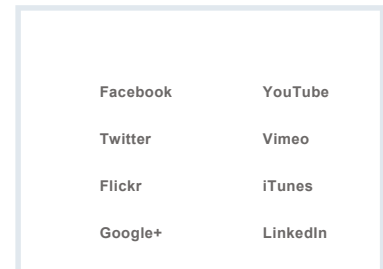 Facebook YouTube
Twitter Vimeo
Flickr iTunes
Google+ LinkedIn